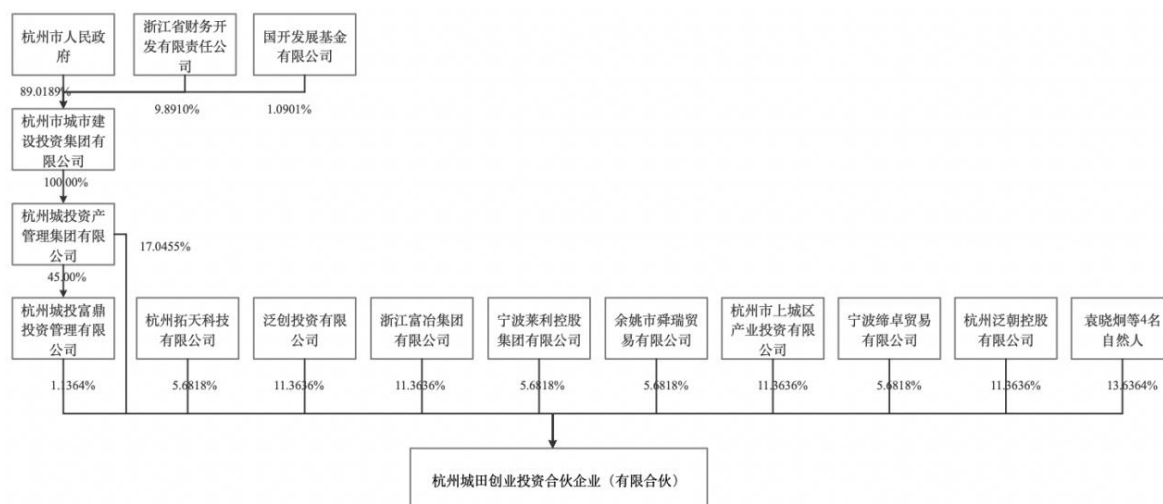 杭州市人民政
府
浙江省财务开
发有限责任公
司
国开发展基金
有限公司
89.0189%
9.8910%
1.0901%
杭州市城市建
设投资集团有
限公司
100.00%
杭州城投资产
管理集团有限
公司
17.0455%
45.00%
杭州城投富鼎
投资管理有限
公司
杭州拓天科技
有限公司
泛创投资有限
公司
浙江富冶集团
有限公司
宁波莱利控股
集团有限公司
余姚市舜瑞贸
易有限公司
杭州市上城区
产业投资有限
公司
宁波缔卓贸易
有限公司
杭州泛朝控股
有限公司
袁晓炯等4名
自然人
1.1364%
5.6818%
11.3636%
11.3636%
5.6818%
5.6818%
11.3636%
5.6818%
11.3636%
13.6364%
杭州城田创业投资合伙企业（有限合伙）